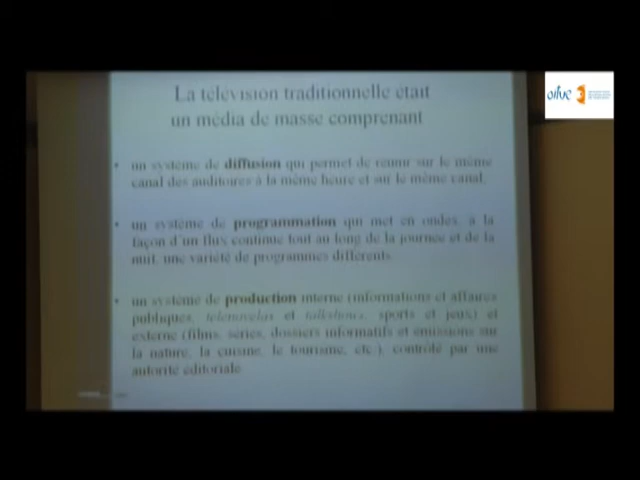 La télévision traditionnelle était
un média de masse comprenant
• un système de diffusion qui permet de réunir sur le même
canal des auditoires à la même heure et sur le même canal.
• un système de programmation qui met en ondes, à la
façon d'un flux continue tout au long de la journée et de la
nuit, une variété de programmes différents
• un système de production interne (informations et affaires
publiques, telenovelas et talkshows, sports et jeux) et
externe (films, séries, dossiers informatifs et émissions sur
la nature, la cuisine, le tourisme, etc.), contrôlé par une
autorité éditoriale